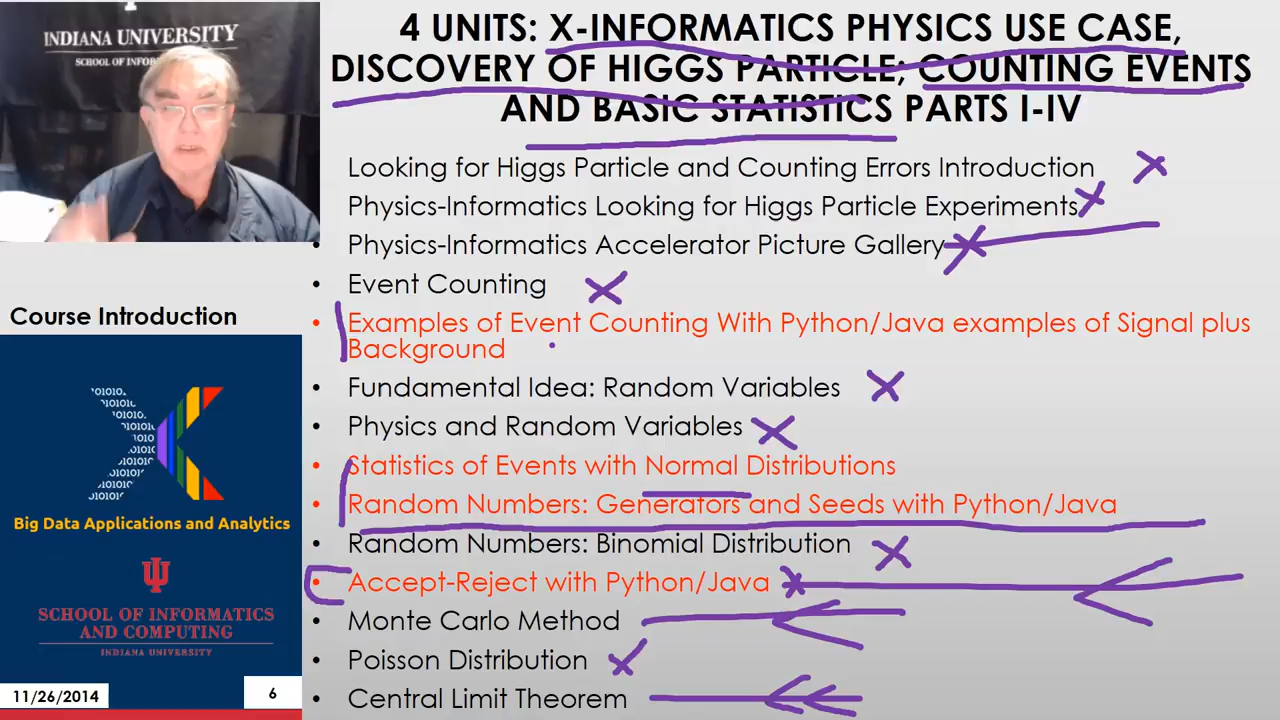 INDIANA UNIVERSITY
4 UNITS: X-INFORMATICS PHYSICS USE CASE,
DISCOVERY OF HIGGS PARTICLE; COUNTING EVENTS
AND BASIC STATISTICS PARTS I-IV
Looking for Higgs Particle and Counting Errors Introduction
Physics-Informatics Looking for Higgs Particle Experiments
• Physics-Informatics Accelerator Picture Gallery
• Event Counting
• Examples of Event Counting With Python/Java examples of Signal plus
Background
• Fundamental Idea: Random Variables
• Physics and Random Variables
• Statistics of Events with Normal Distributions
• Random Numbers: Generators and Seeds with Python/Java
• Random Numbers: Binomial Distribution
• Accept-Reject with Python/Java
• Monte Carlo Method
• Poisson Distribution
• Central Limit Theorem
Course Introduction
Big Data Applications and Analytics
SCHOOL OF INFORMATICS
AND COMPUTING
INDIANA UNIVERSITY
11/26/2014
6